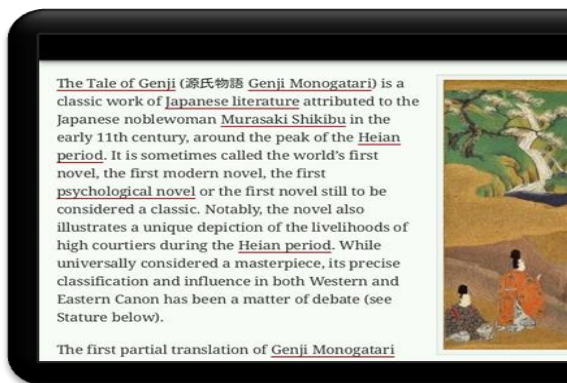 The Tale of Genji (源氏物語 Genji Monogatari) is a
classic work of Japanese literature attributed to the
Japanese noblewoman Murasaki Shikibu in the
early 11th century, around the peak of the Heian
period. It is sometimes called the world's first
novel, the first modern novel, the first
psychological novel or the first novel still to be
considered a classic. Notably, the novel also
illustrates a unique depiction of the livelihoods of
high courtiers during the Heian period. While
universally considered a masterpiece, its precise
classification and influence in both Western and
Eastern Canon has been a matter of debate (see
Stature below).
The first partial translation of Genji Monogatari